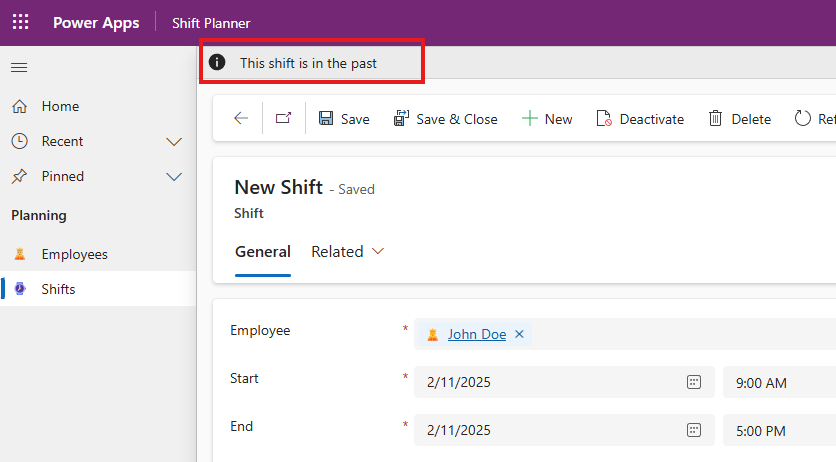 Power Apps Shift Planner
This shift is in the past
Home
Recent
Pinned
Planning
Employees
Shifts
Save Save & Close New Deactivate Delete
New Shift - Saved
Shift
General Related
Employee * John Doe
Start * 2/11/2025 9:00 AM
End * 2/11/2025 5:00 PM